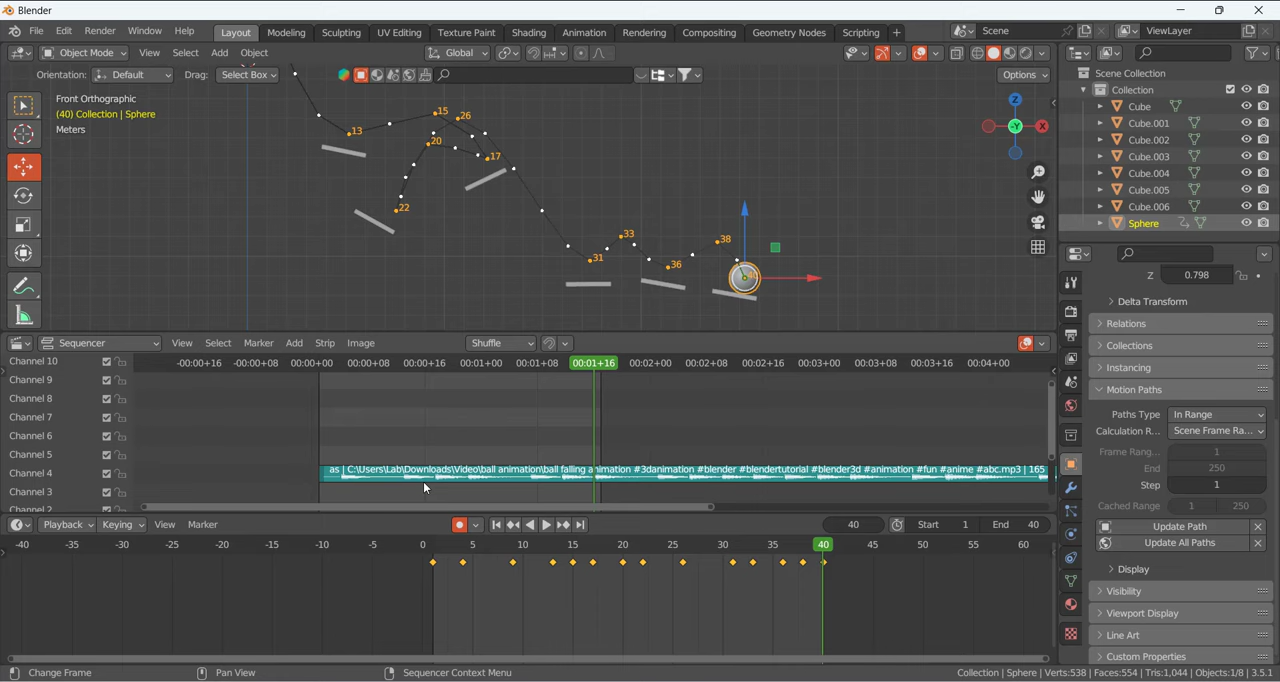 Blender
File Edit Render Window Help Layout Modeling Sculpting UV Editing Texture Paint Shading Animation Rendering Compositing Geometry Nodes Scripting + Scene ViewLayer
Object Mode View Select Add Object Global
Orientation: Default Drag: Select Box Options
Front Orthographic
(40) Collection | Sphere
Meters
13 15 26 20 17 22 31 33 36 38
Z X -Y
Scene Collection
Collection
Cube
Cube.001
Cube.002
Cube.003
Cube.004
Cube.005
Cube.006
Sphere
Z 0.798
Delta Transform
Relations
Collections
Instancing
Motion Paths
Paths Type In Range
Calculation R... Scene Frame Ra...
Frame Rang... 1
End 250
Step 1
Cached Range 1 250
Update Path
Update All Paths
Display
Visibility
Viewport Display
Line Art
Custom Properties
Sequencer View Select Marker Add Strip Image Shuffle
-00:00+16 -00:00+08 00:00+00 00:00+08 00:00+16 00:01+00 00:01+08 00:01+16 00:02+00 00:02+08 00:02+16 00:03+00 00:03+08 00:03+16 00:04+00
Channel 10
Channel 9
Channel 8
Channel 7
Channel 6
Channel 5
Channel 4
Channel 3
Channel 2
as | C:\Users\Lab\Downloads\Video\ball animation\ball falling animation #3danimation #blender #blendertutorial #blender3d #animation #fun #anime #abc.mp3 | 165
Playback Keying View Marker 40 Start 1 End 40
-40 -35 -30 -25 -20 -15 -10 -5 0 5 10 15 20 25 30 35 40 45 50 55 60
Change Frame Pan View Sequencer Context Menu Collection | Sphere | Verts:538 | Faces:554 | Tris:1,044 | Objects:1/8 | 3.5.1